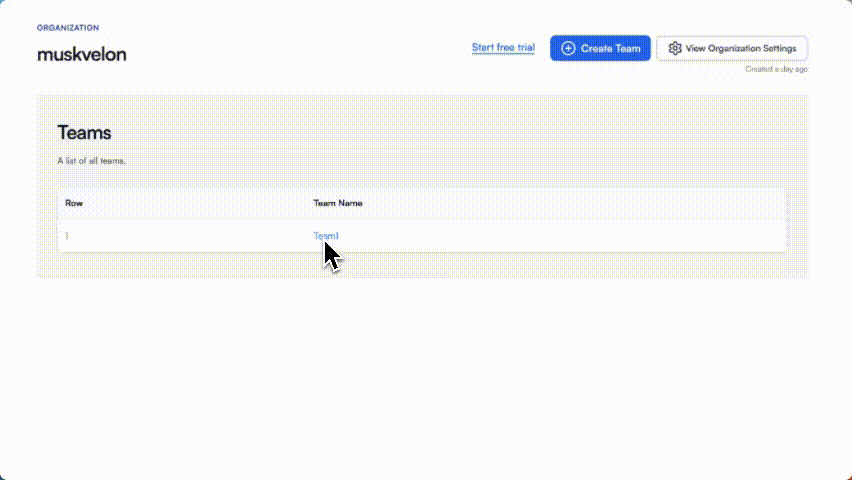 ORGANIZATION
muskvelon
Start free trial
Create Team
View Organization Settings
Created a day ago
Teams
A list of all teams.
Row Team Name
1 Team1